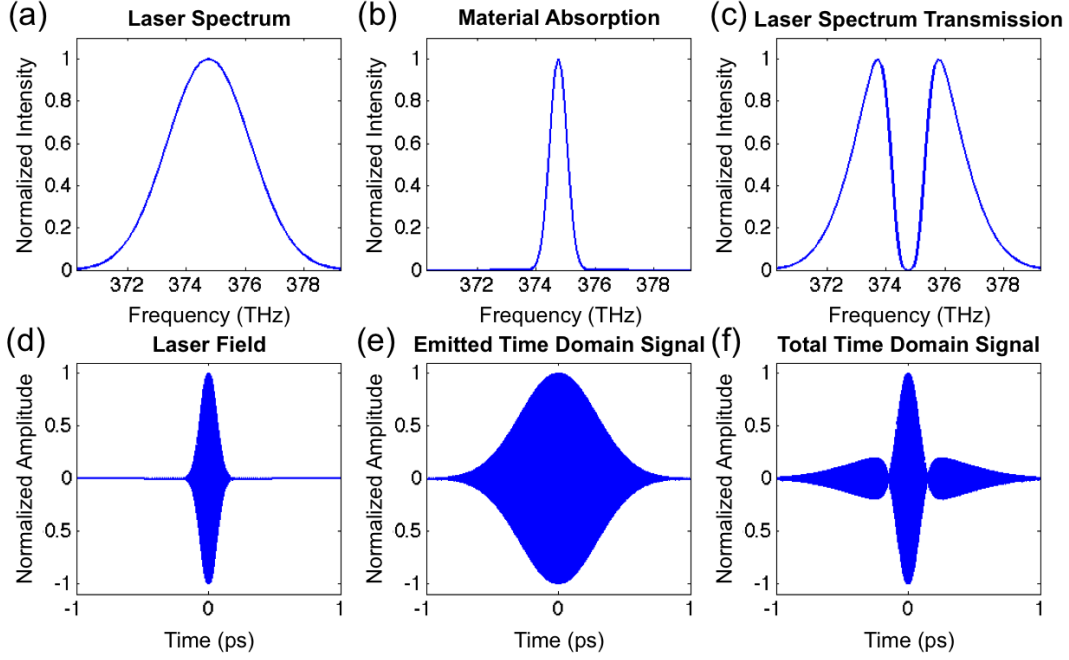 (a) Laser Spectrum
Normalized Intensity
1
0.8
0.6
0.4
0.2
0
372 374 376 378
Frequency (THz)
(b) Material Absorption
Normalized Intensity
1
0.8
0.6
0.4
0.2
0
372 374 376 378
Frequency (THz)
(c) Laser Spectrum Transmission
Normalized Intensity
1
0.8
0.6
0.4
0.2
0
372 374 376 378
Frequency (THz)
(d) Laser Field
Normalized Amplitude
1
0.5
0
0.5
-1
-1 0 1
Time (ps)
(e) Emitted Time Domain Signal
Normalized Amplitude
1
0.5
0
0.5
-1
-1 0 1
Time (ps)
(f) Total Time Domain Signal
Normalized Amplitude
1
0.5
0
0.5
-1
-1 0 1
Time (ps)